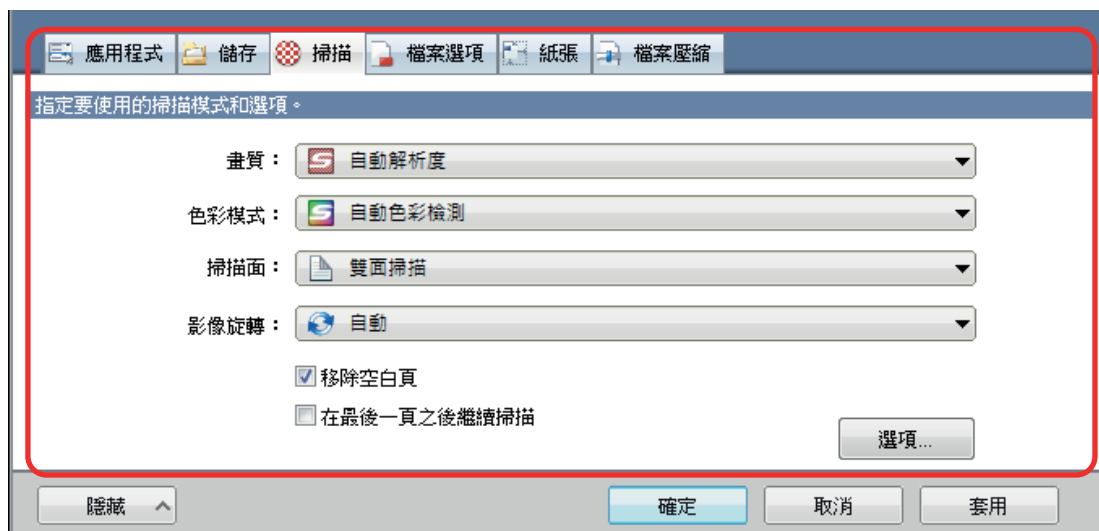 應用程式 儲存 掃描 檔案選項 紙張 檔案壓縮
指定要使用的掃描模式和選項。
畫質： 自動解析度
色彩模式： 自動色彩檢測
掃描面： 雙面掃描
影像旋轉： 自動
移除空白頁
在最後一頁之後繼續掃描
選項...
隱藏 確定 取消 套用